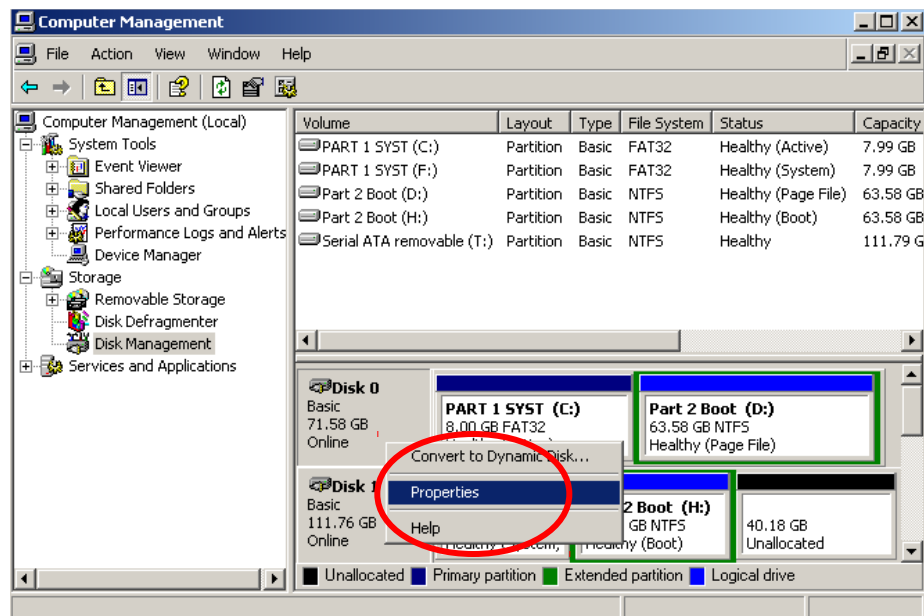 Computer Management
File Action View Window Help
Computer Management (Local)
System Tools
Event Viewer
Shared Folders
Local Users and Groups
Performance Logs and Alerts
Device Manager
Storage
Removable Storage
Disk Defragmenter
Disk Management
Services and Applications
Volume Layout Type File System Status Capacity
PART 1 SYST (C:) Partition Basic FAT32 Healthy (Active) 7.99 GB
PART 1 SYST (F:) Partition Basic FAT32 Healthy (System) 7.99 GB
Part 2 Boot (D:) Partition Basic NTFS Healthy (Page File) 63.58 GB
Part 2 Boot (H:) Partition Basic NTFS Healthy (Boot) 63.58 GB
Serial ATA removable (T:) Partition Basic NTFS Healthy 111.79 G
Disk 0
Basic
71.58 GB
Online
PART 1 SYST (C:)
8.00 GB FAT32
Part 2 Boot (D:)
63.58 GB NTFS
Healthy (Page File)
Convert to Dynamic Disk...
Properties
Help
Disk 1
Basic
111.76 GB
Online
2 Boot (H:)
GB NTFS
Healthy (Boot)
40.18 GB
Unallocated
Unallocated Primary partition Extended partition Logical drive